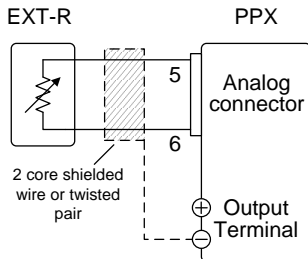 EXT-R
PPX
5
Analog
connector
6
2 core shielded
wire or twisted
pair
+
Output
Terminal
−